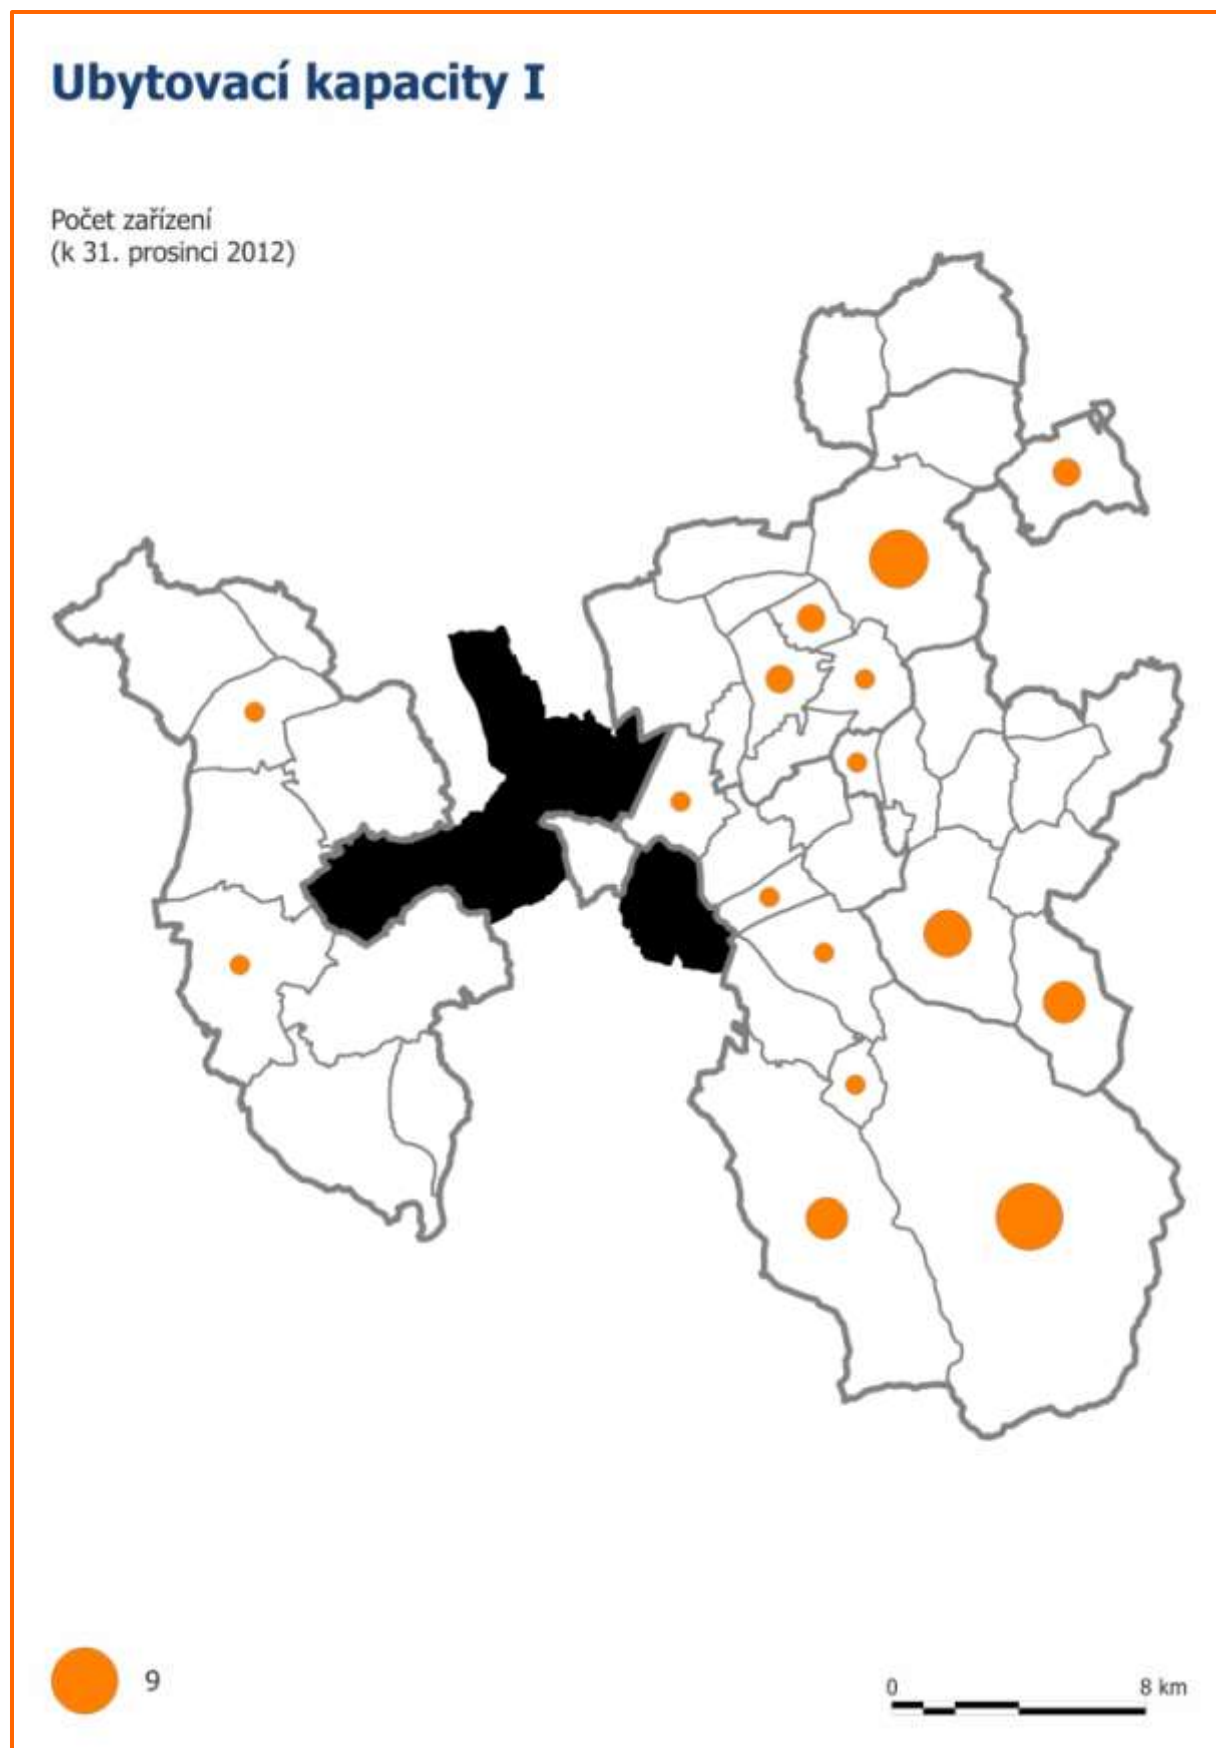 Ubytovací kapacity I
Počet zařízení
(k 31. prosinci 2012)
9
0 8 km